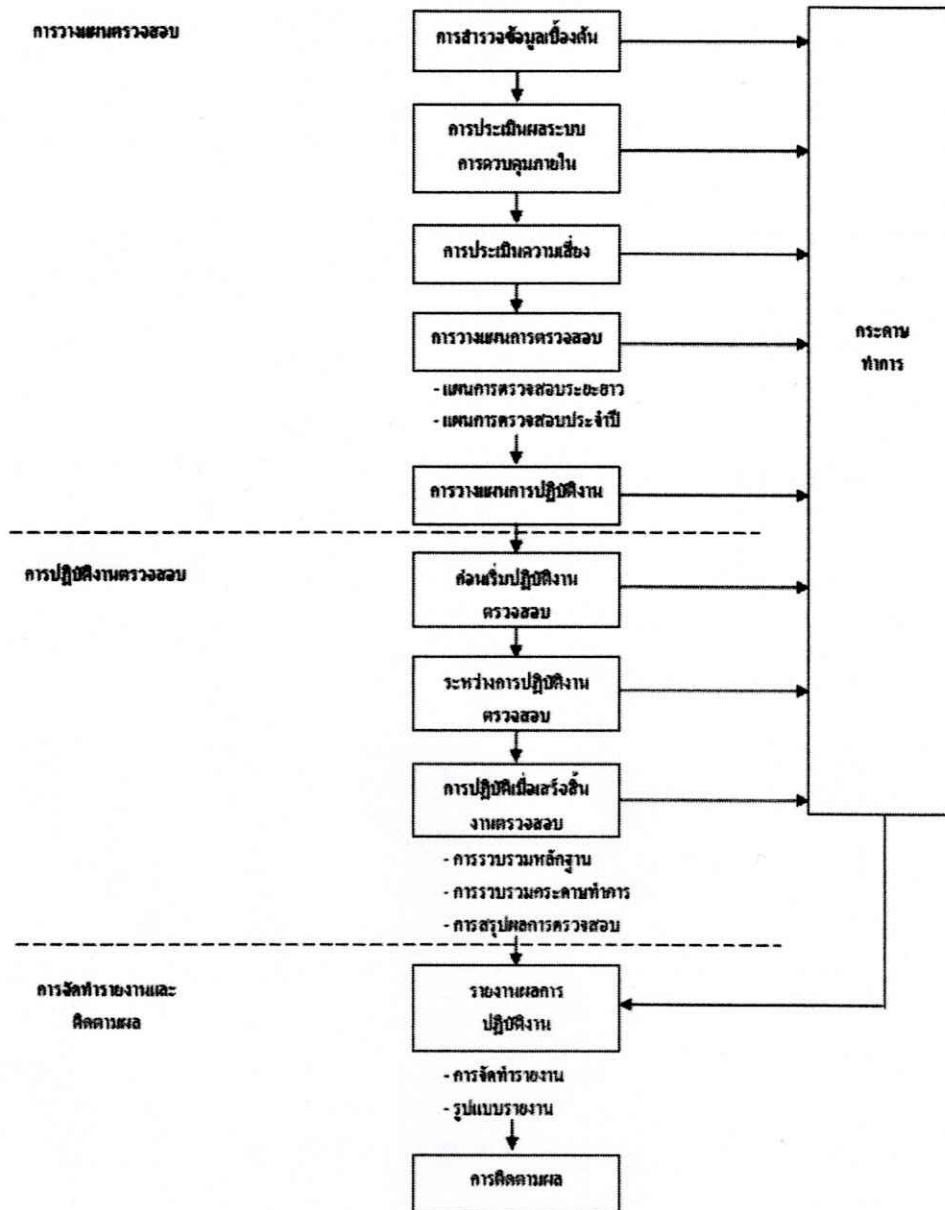 การวางแผนตรวจสอบ
การสำรวจข้อมูลเบื้องต้น
การประเมินผลระบบ
การควบคุมภายใน
การประเมินความเสี่ยง
การวางแผนการตรวจสอบ
- แผนการตรวจสอบระยะยาว
- แผนการตรวจสอบประจำปี
การวางแผนการปฏิบัติงาน
กระดาษ
ทำการ
การปฏิบัติงานตรวจสอบ
ก่อนเริ่มปฏิบัติงาน
ตรวจสอบ
ระหว่างการปฏิบัติงาน
ตรวจสอบ
การปฏิบัติเมื่อเสร็จสิ้น
งานตรวจสอบ
- การรวบรวมหลักฐาน
- การรวบรวมกระดาษทำการ
- การสรุปผลการตรวจสอบ
การจัดทำรายงานและ
ติดตามผล
รายงานผลการ
ปฏิบัติงาน
- การจัดทำรายงาน
- รูปแบบรายงาน
การติดตามผล